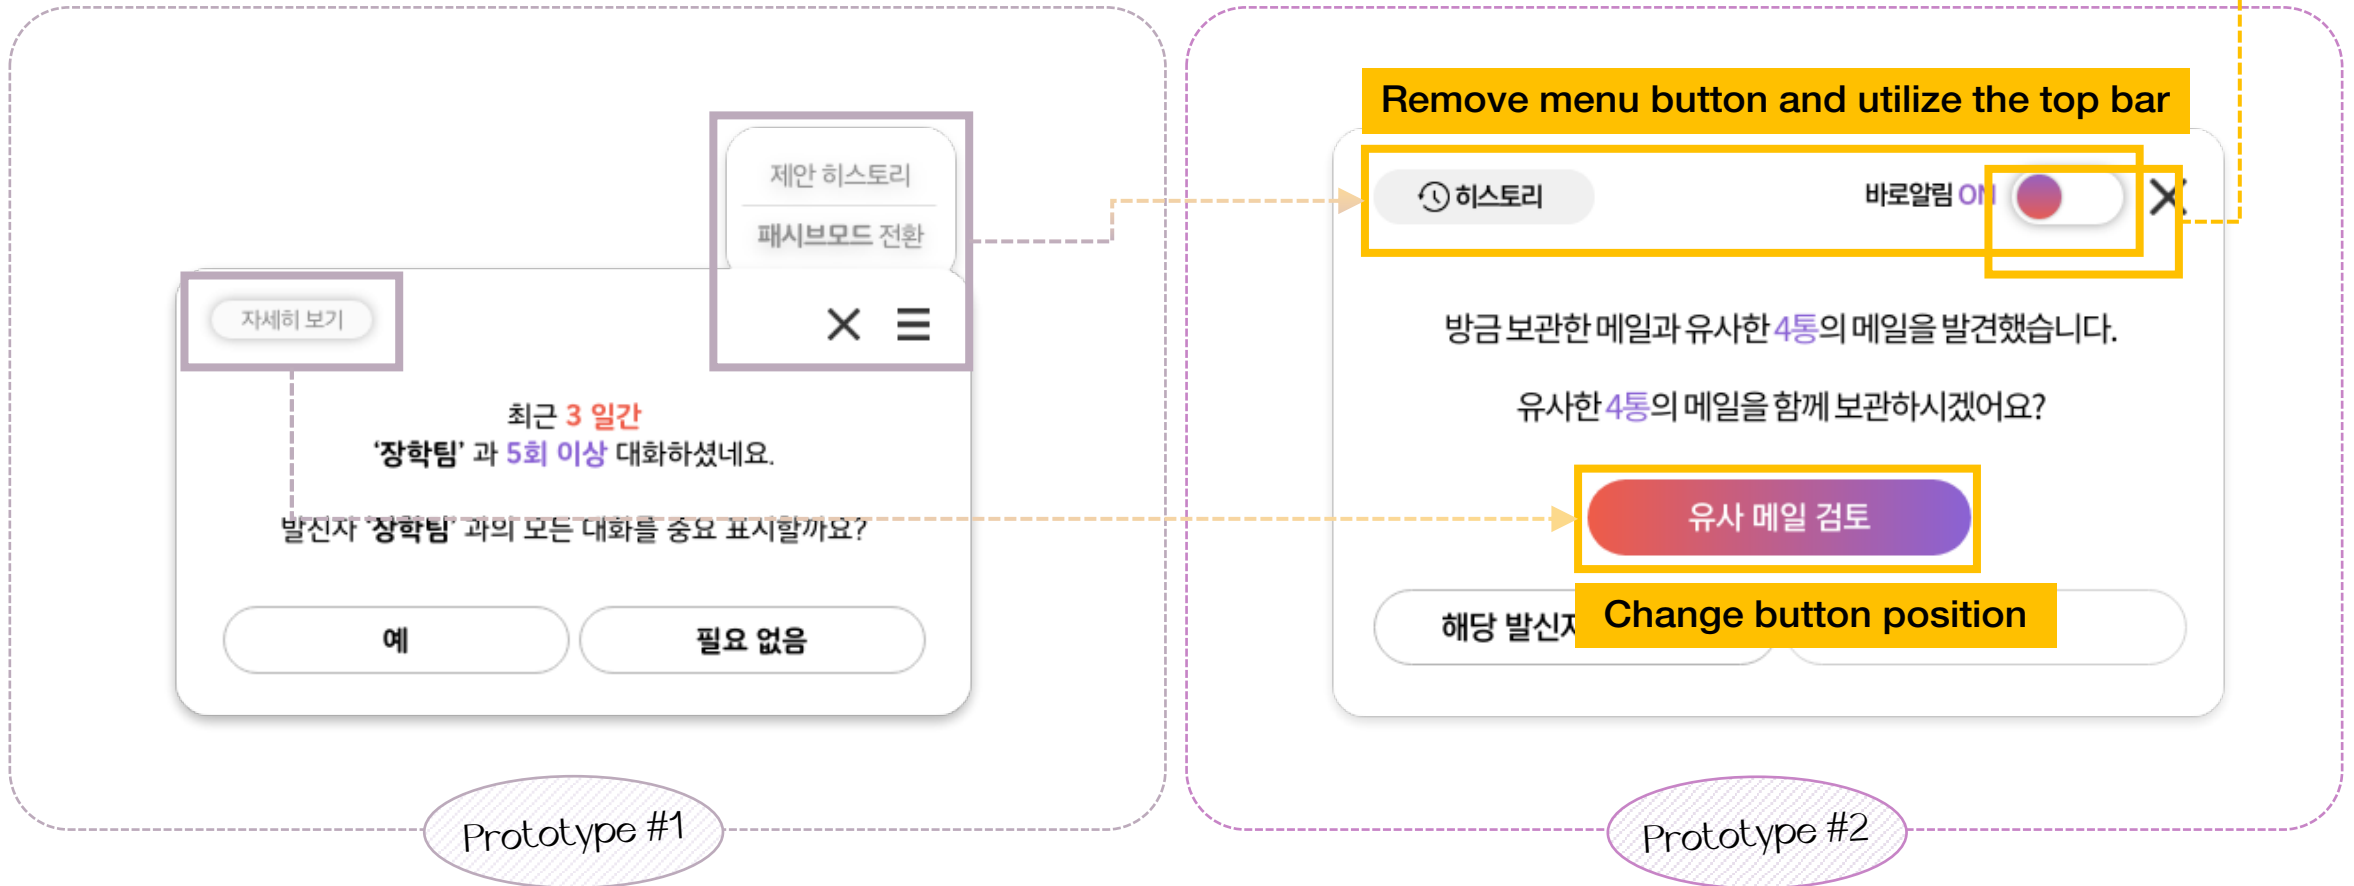 제안 히스토리
패시브모드 전환
자세히 보기
최근 3 일간
‘장학팀’ 과 5회 이상 대화하셨네요.
발신자 ‘장학팀’ 과의 모든 대화를 중요 표시할까요?
예
필요 없음
Prototype #1
Remove menu button and utilize the top bar
히스토리
바로알림 ON
방금 보관한 메일과 유사한 4통의 메일을 발견했습니다.
유사한 4통의 메일을 함께 보관하시겠어요?
유사 메일 검토
해당 발신자
Change button position
Prototype #2